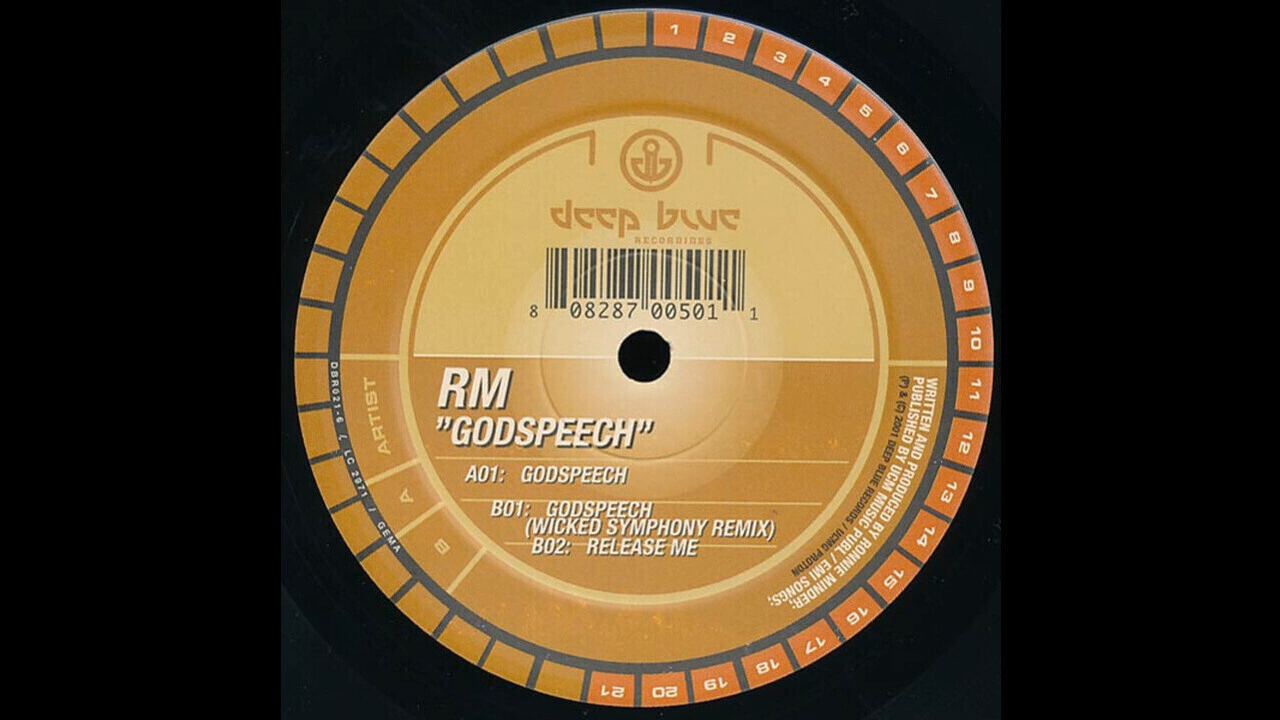 1
2
3
4
5
6
7
8
9
10
11
12
13
14
15
16
17
18
19
20
21
deep blue
RECORDINGS
8 08287 00501 1
RM
"GODSPEECH"
A01: GODSPEECH
B01: GODSPEECH
(WICKED SYMPHONY REMIX)
B02: RELEASE ME
ARTIST
A
B
DBR021-6 / LC 2971 / GEMA
WRITTEN AND PRODUCED BY RONNIE MINDER;
PUBLISHED BY UCM MUSIC PUBL / EMI SONGS;
(P) & (C) 2001 DEEP BLUE RECORDS / UCMG PROTON